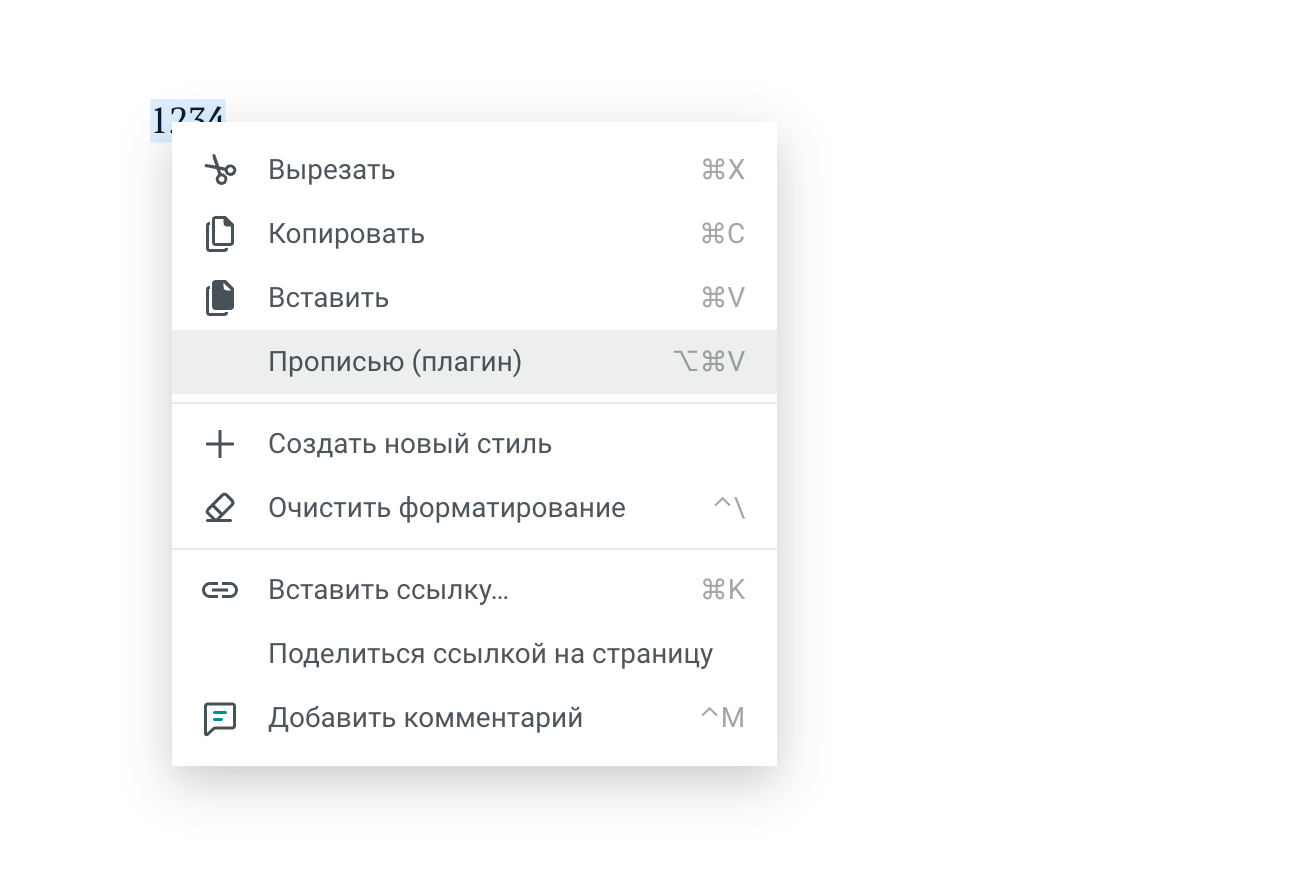 1234
Вырезать ⌘X
Копировать ⌘C
Вставить ⌘V
Прописью (плагин) ⌥⌘V
Создать новый стиль
Очистить форматирование ^\
Вставить ссылку... ⌘K
Поделиться ссылкой на страницу
Добавить комментарий ^M